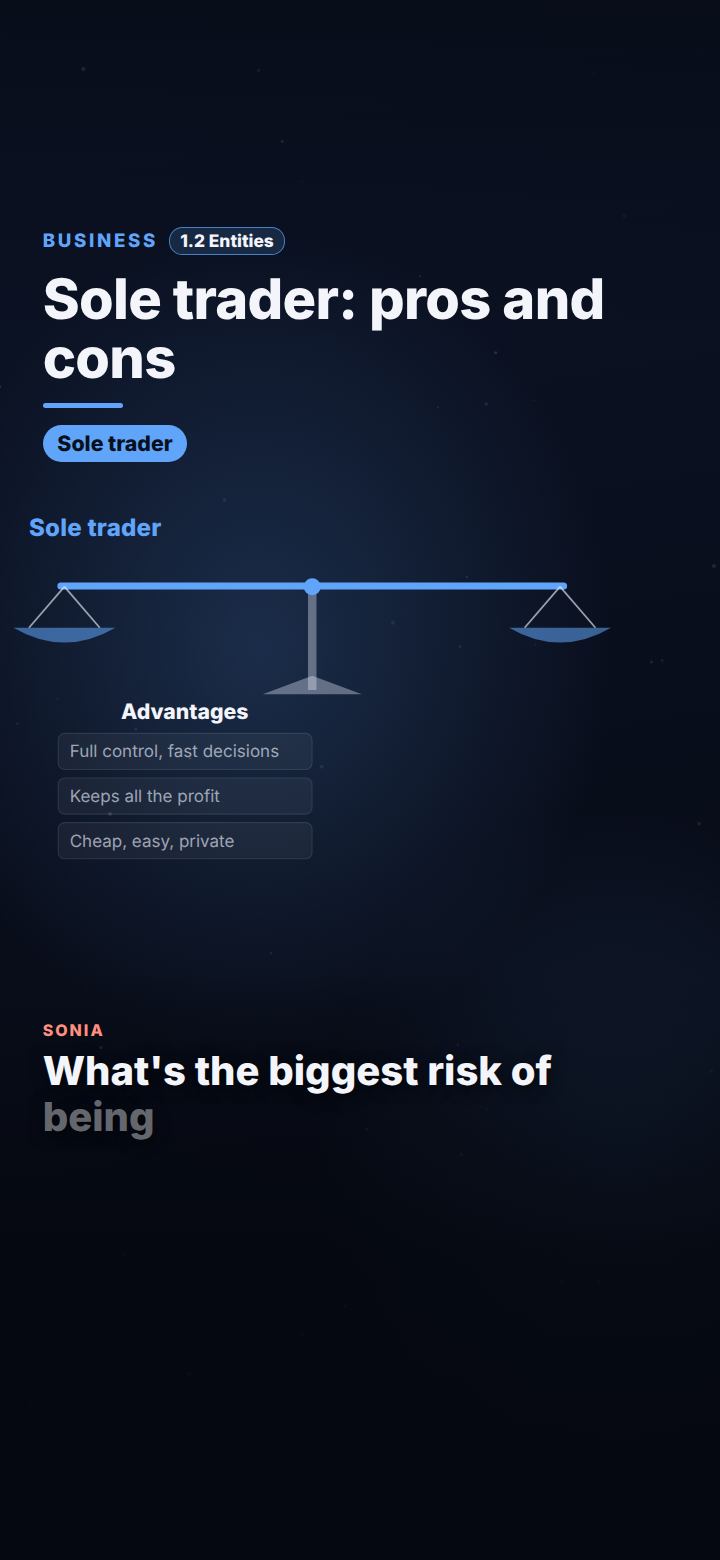 BUSINESS 1.2 Entities
Sole trader: pros and
cons
Sole trader
Sole trader
Advantages
Full control, fast decisions
Keeps all the profit
Cheap, easy, private
SONIA
What's the biggest risk of
being